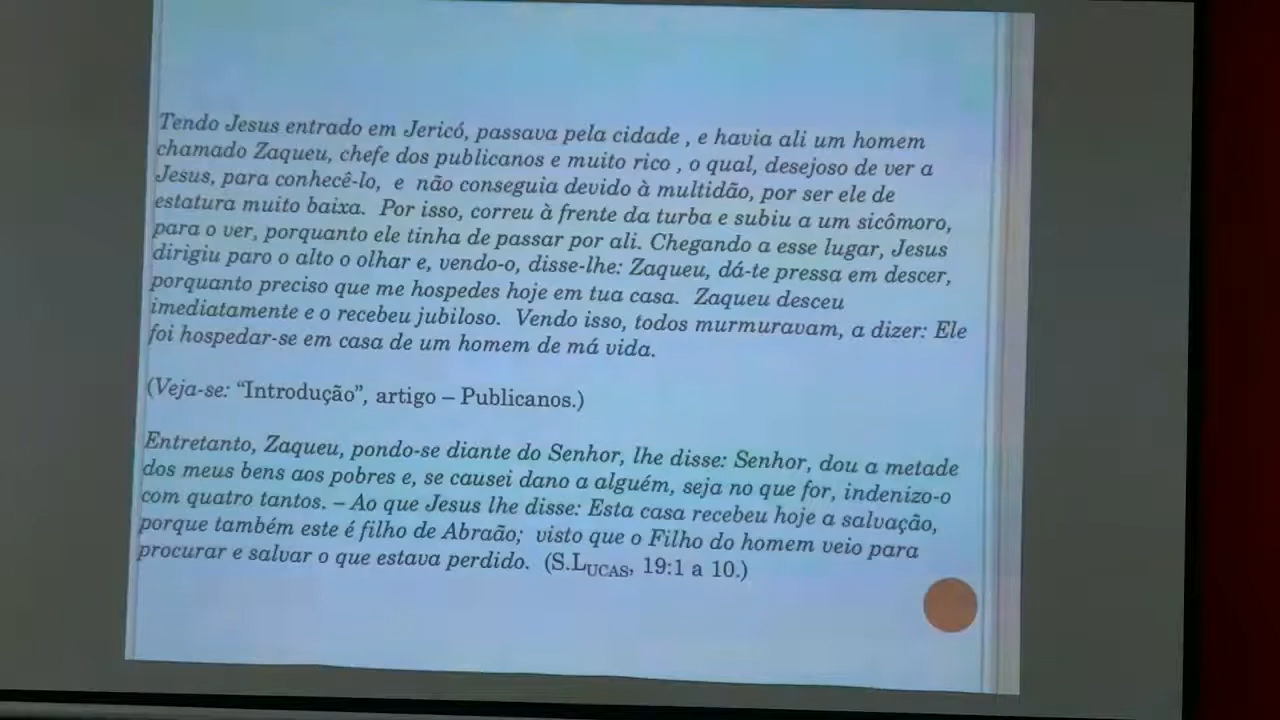 Tendo Jesus entrado em Jericó, passava pela cidade , e havia ali um homem
chamado Zaqueu, chefe dos publicanos e muito rico , o qual, desejoso de ver a
Jesus, para conhecê-lo, e não conseguia devido à multidão, por ser ele de
estatura muito baixa. Por isso, correu à frente da turba e subiu a um sicômoro,
para o ver, porquanto ele tinha de passar por ali. Chegando a esse lugar, Jesus
dirigiu paro o alto o olhar e, vendo-o, disse-lhe: Zaqueu, dá-te pressa em descer,
porquanto preciso que me hospedes hoje em tua casa. Zaqueu desceu
imediatamente e o recebeu jubiloso. Vendo isso, todos murmuravam, a dizer: Ele
foi hospedar-se em casa de um homem de má vida.
(Veja-se: “Introdução”, artigo – Publicanos.)
Entretanto, Zaqueu, pondo-se diante do Senhor, lhe disse: Senhor, dou a metade
dos meus bens aos pobres e, se causei dano a alguém, seja no que for, indenizo-o
com quatro tantos. – Ao que Jesus lhe disse: Esta casa recebeu hoje a salvação,
porque também este é filho de Abraão; visto que o Filho do homem veio para
procurar e salvar o que estava perdido. (S.LUCAS, 19:1 a 10.)